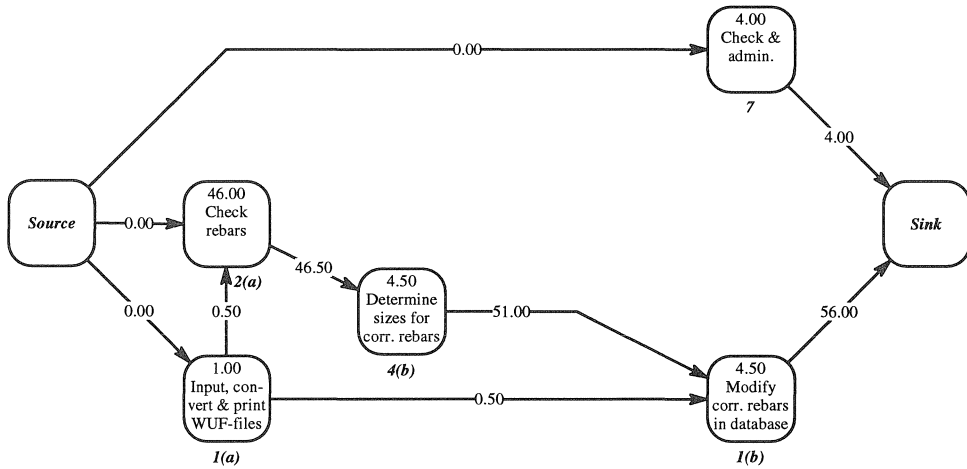 4.00
Check &
admin.
7
0.00
4.00
Source
0.00
46.00
Check
rebars
2(a)
Sink
46.50
4.50
Determine
sizes for
corr. rebars
4(b)
51.00
56.00
0.00
0.50
1.00
Input, con-
vert & print
WUF-files
1(a)
0.50
4.50
Modify
corr. rebars
in database
1(b)